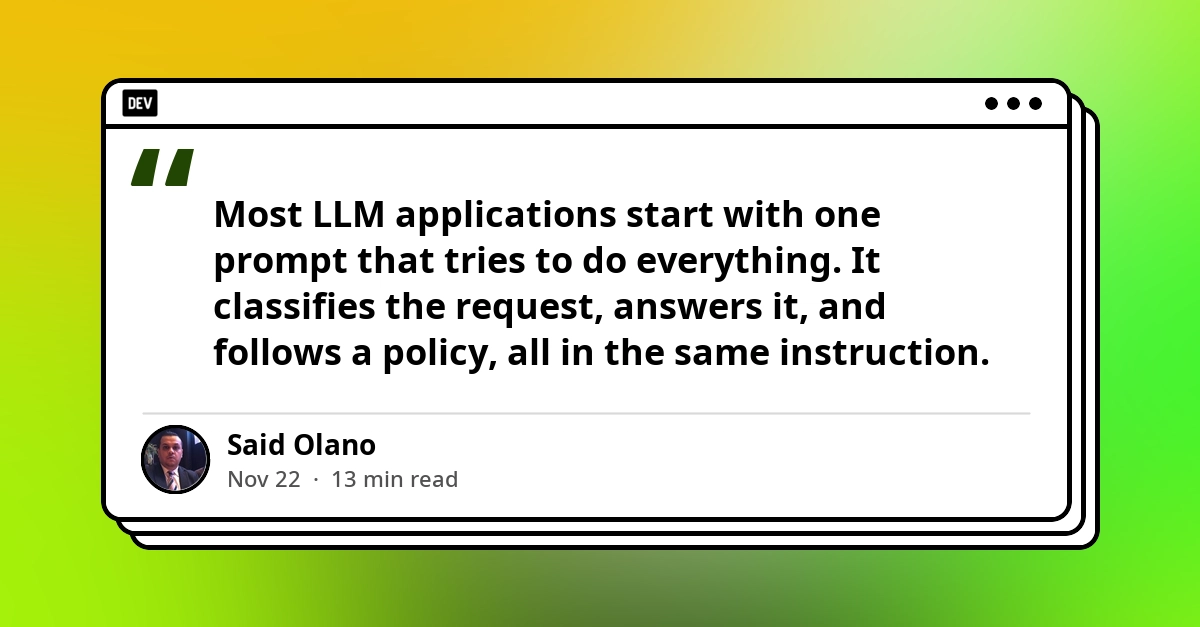 DEV
“
Most LLM applications start with one
prompt that tries to do everything. It
classifies the request, answers it, and
follows a policy, all in the same instruction.
Said Olano
Nov 22 · 13 min read